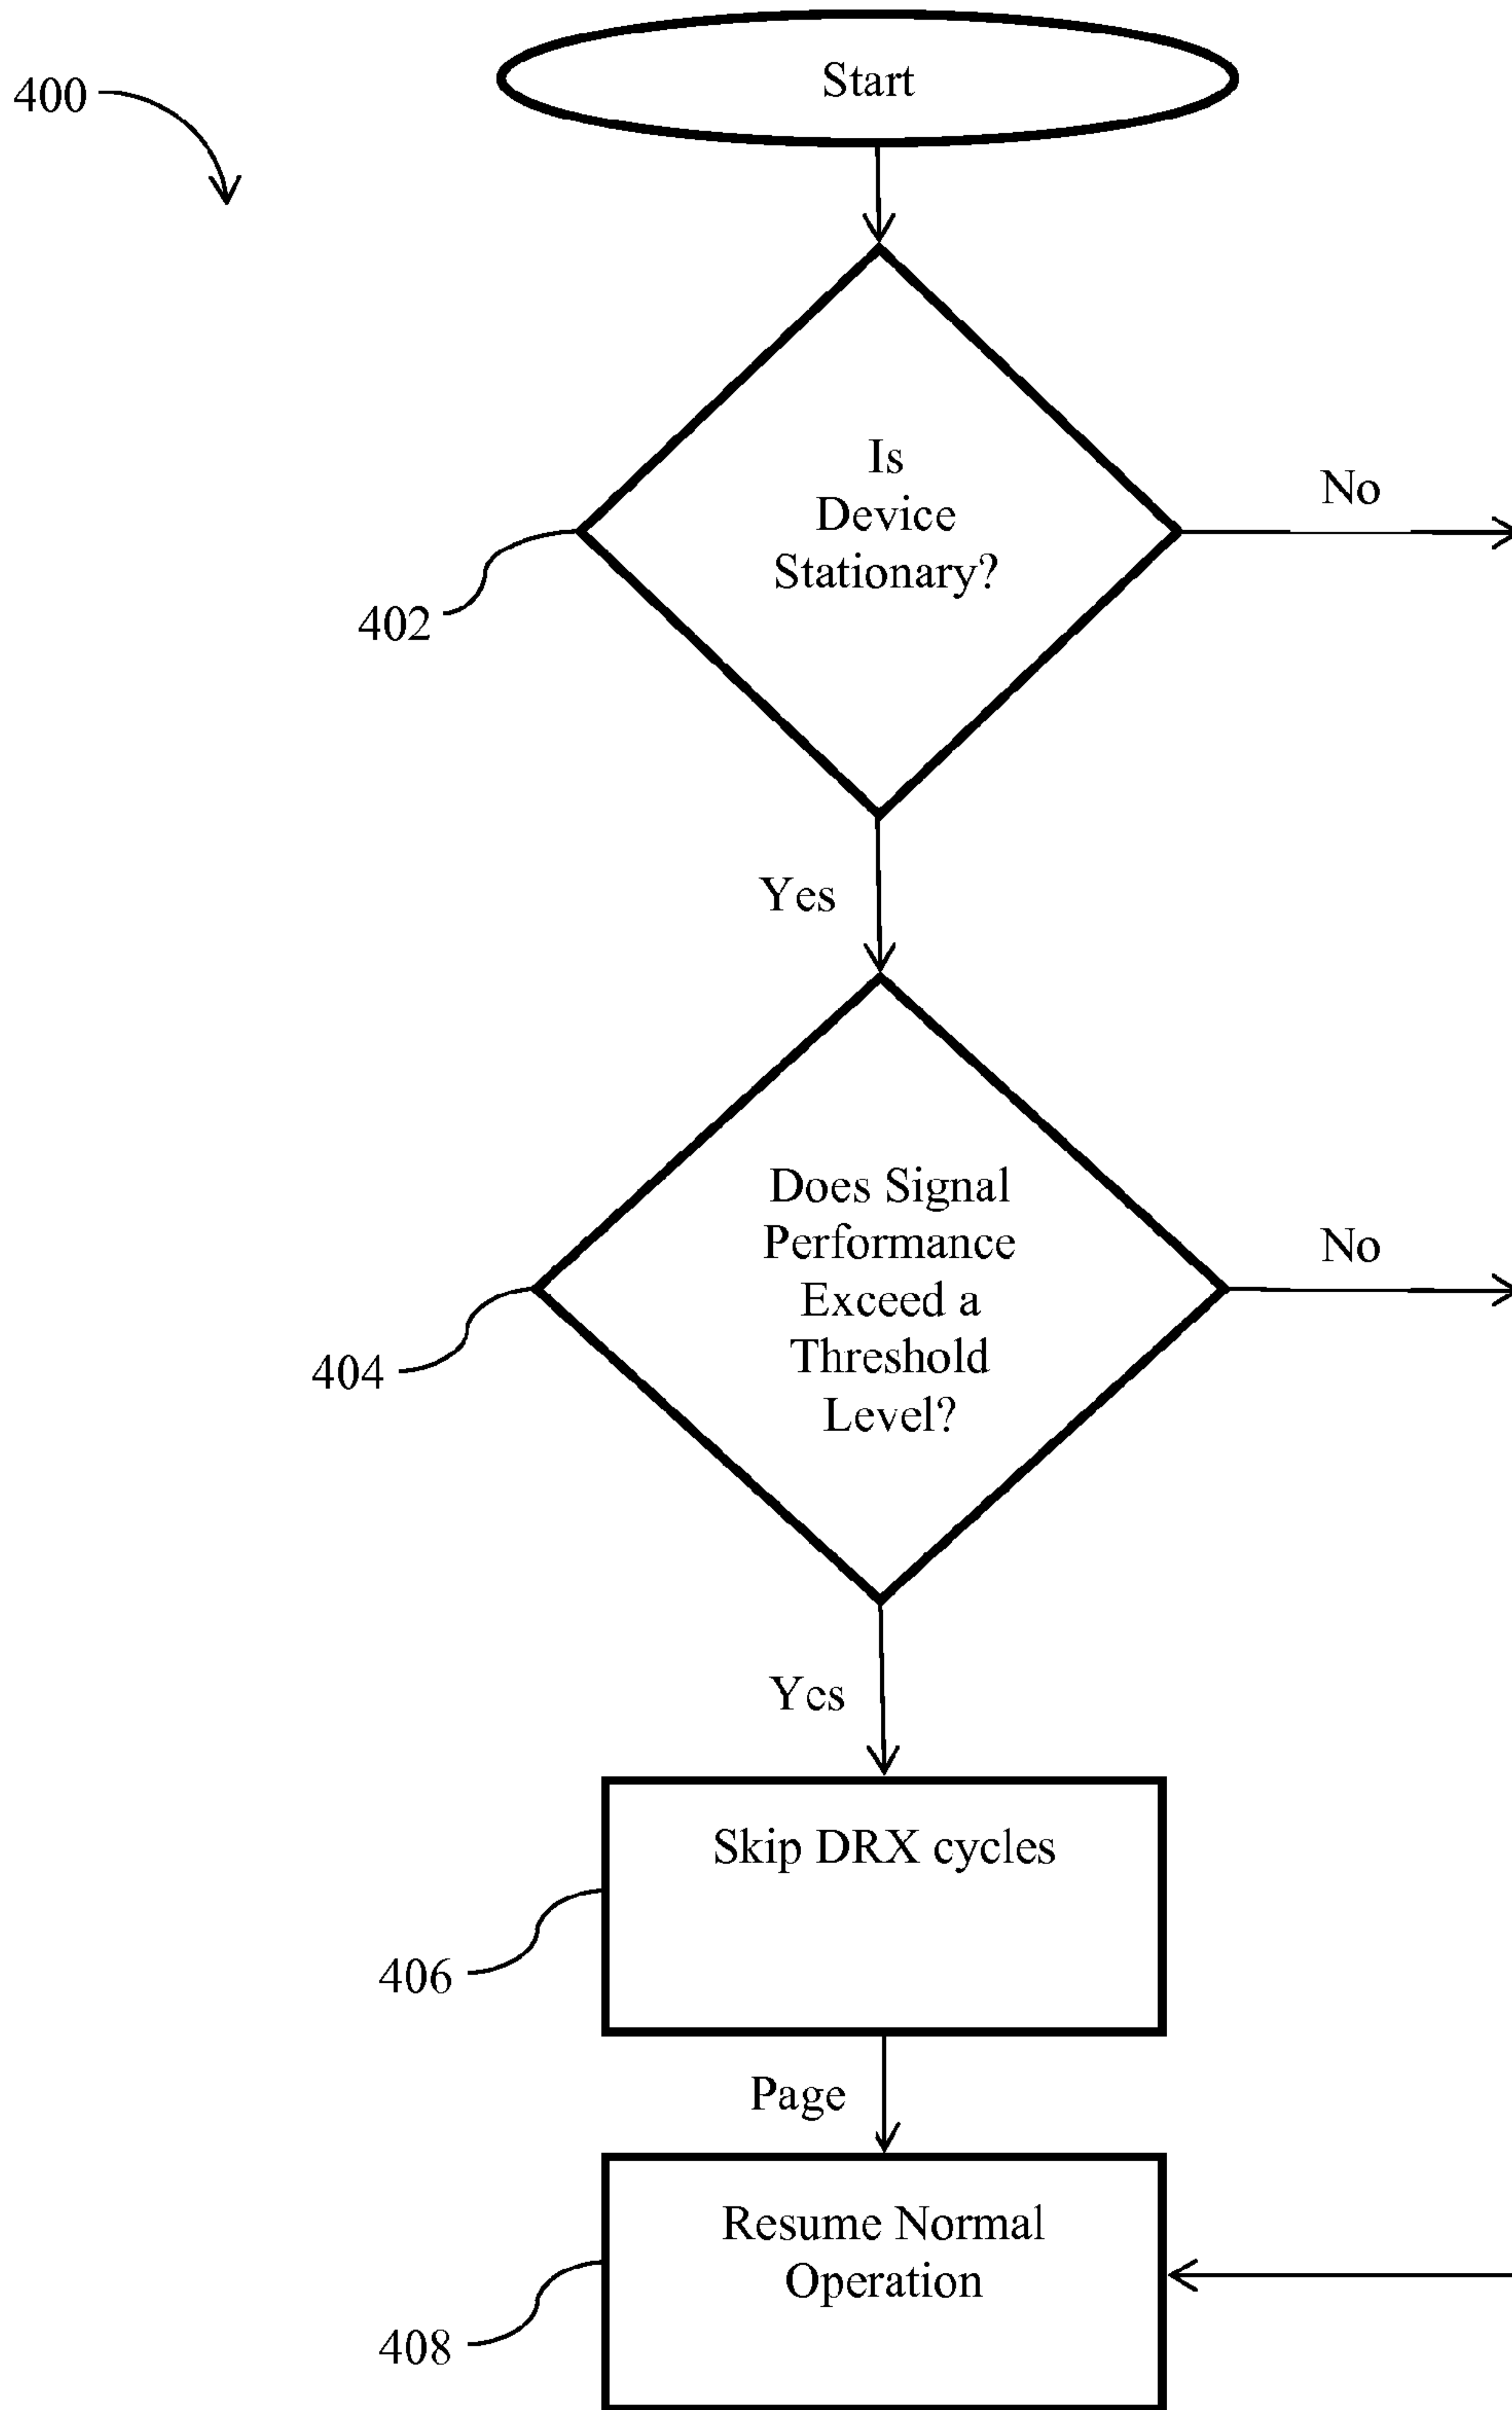 400
Start
Is
Device
Stationary?
No
402
Yes
Does Signal
Performance
Exceed a
Threshold
Level?
No
404
Yes
Skip DRX cycles
406
Page
Resume Normal
Operation
408